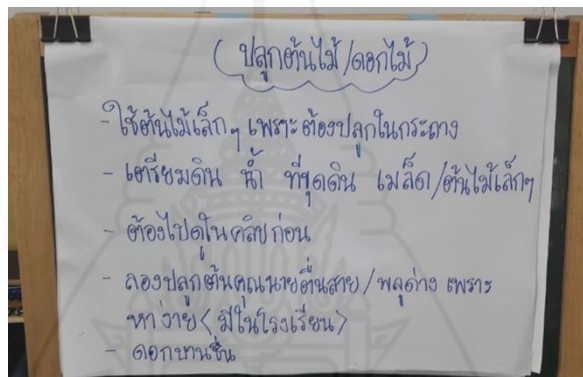 (ปลูกต้นไม้/ดอกไม้)
- ใช้ต้นไม้เล็กๆ เพราะต้องปลูกในกระถาง
- เตรียมดิน น้ำ ที่ขุดดิน เมล็ด/ต้นไม้เล็กๆ
- ต้องไปดูในคลิปก่อน
- ลองปลูกต้นคุณนายตื่นสาย/พลูด่าง เพราะ
หาง่าย <มีในโรงเรียน>
- ดอกบานชื่น